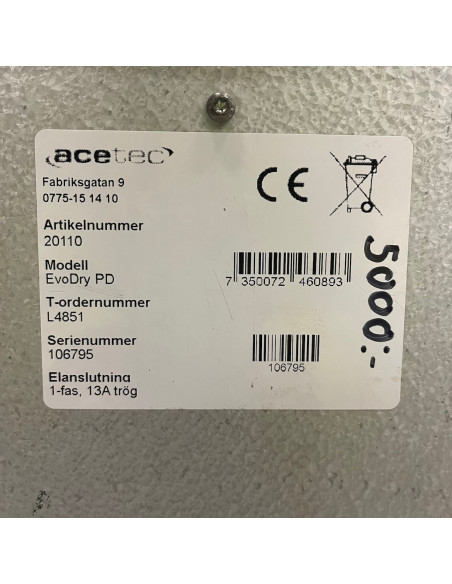 acetec
Fabriksgatan 9
0775-15 14 10
Artikelnummer
20110
Modell
EvoDry PD
T-ordernummer
L4851
Serienummer
106795
Elanslutning
1-fas, 13A trög
CE
7 350072 460893
106795
5000:-